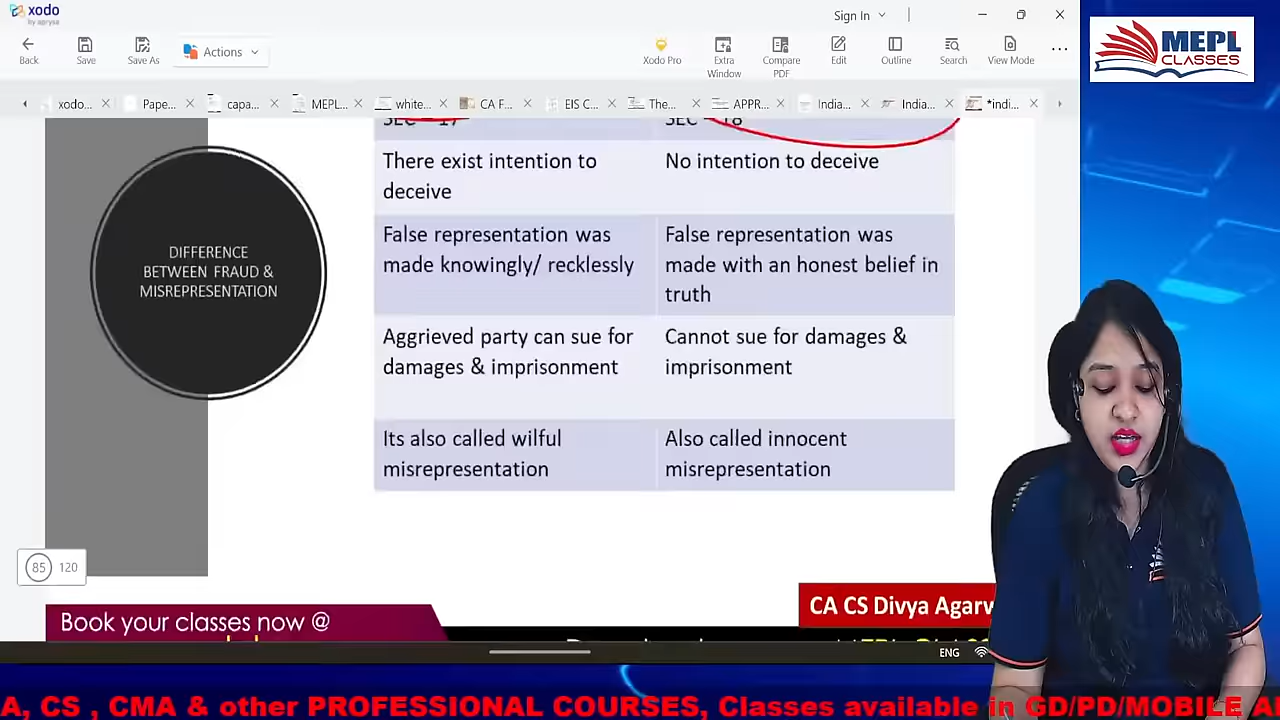 xodo
by apryse
Sign In
Back
Save
Save As
Actions
Xodo Pro
Extra Window
Compare PDF
Edit
Outline
Search
View Mode
xodo...
Pape...
capa...
MEPL...
white...
CA F...
EIS C...
The...
APPR...
India...
India...
*indi...
MEPL
CLASSES
SEC – 17
SEC – 18
There exist intention to
deceive
No intention to deceive
DIFFERENCE
BETWEEN FRAUD &
MISREPRESENTATION
False representation was
made knowingly/ recklessly
False representation was
made with an honest belief in
truth
Aggrieved party can sue for
damages & imprisonment
Cannot sue for damages &
imprisonment
Its also called wilful
misrepresentation
Also called innocent
misrepresentation
85 120
CA CS Divya Agarw
Book your classes now @
ENG
A, CS , CMA & other PROFESSIONAL COURSES, Classes available in GD/PD/MOBILE A